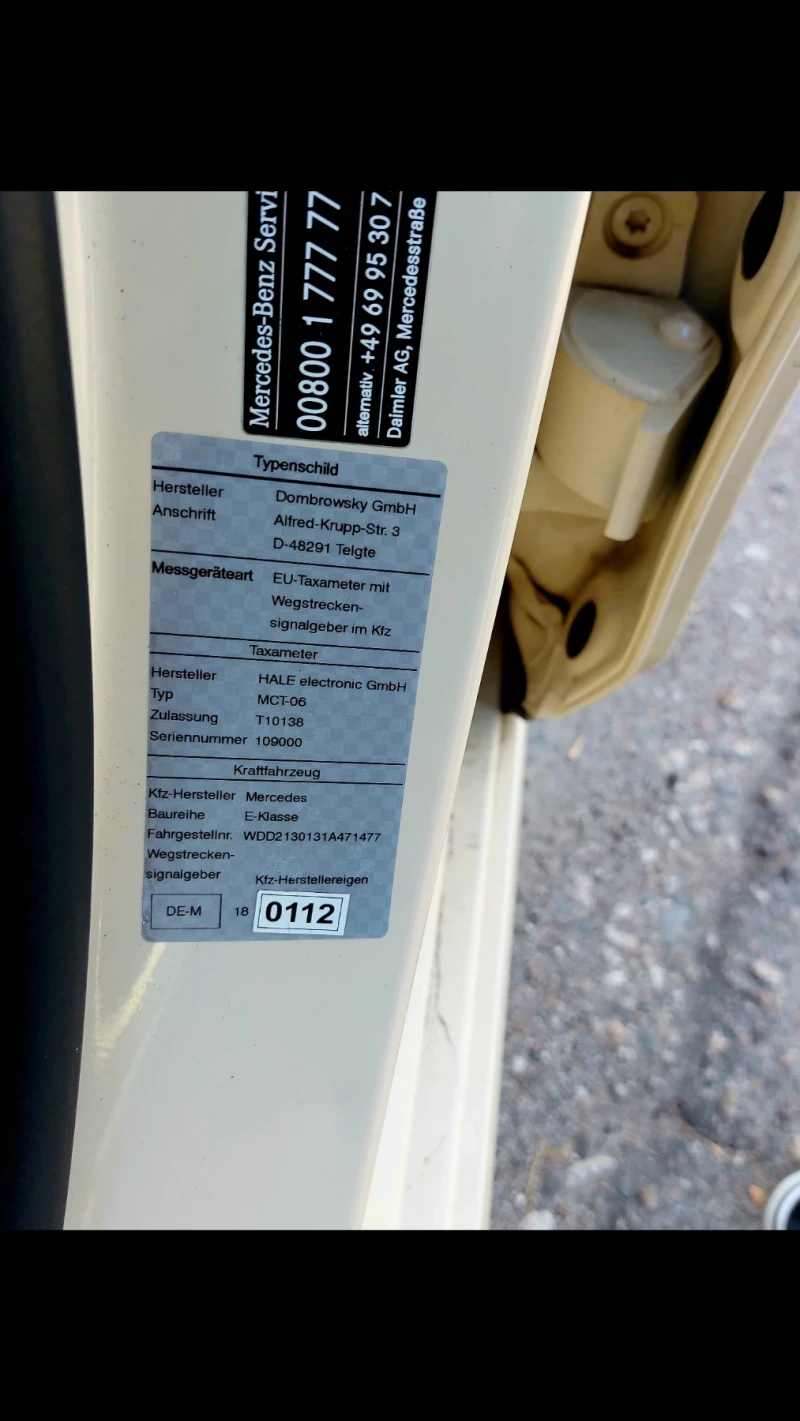 Mercedes-Benz
00800 1 777 77
alternativ +49 69 95 30 7
Daimler AG, Mercedesstraße
Typenschild
Hersteller Dombrowsky GmbH
Anschrift Alfred-Krupp-Str. 3
D-48291 Telgte
Messgeräteart EU-Taxameter mit
Wegstrecken-
signalgeber im Kfz
Taxameter
Hersteller HALE electronic GmbH
Typ MCT-06
Zulassung T10138
Seriennummer 109000
Kraftfahrzeug
Kfz-Hersteller Mercedes
Baureihe E-Klasse
Fahrgestellnr. WDD2130131A471477
Wegstrecken-
signalgeber Kfz-Herstellereigen
DE-M 18 0112